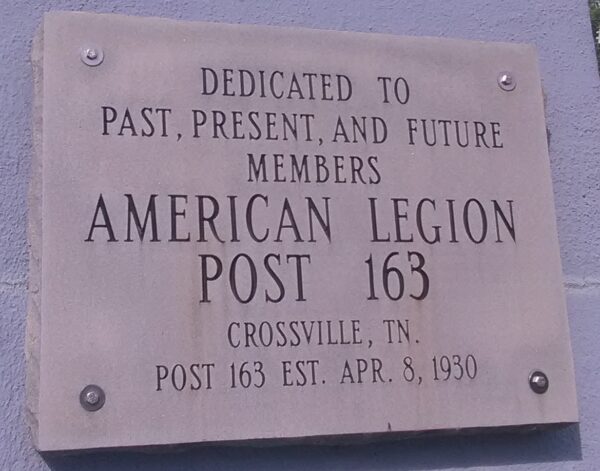 DEDICATED TO
PAST, PRESENT, AND FUTURE
MEMBERS
AMERICAN LEGION
POST 163
CROSSVILLE, TN.
POST 163 EST. APR. 8, 1930